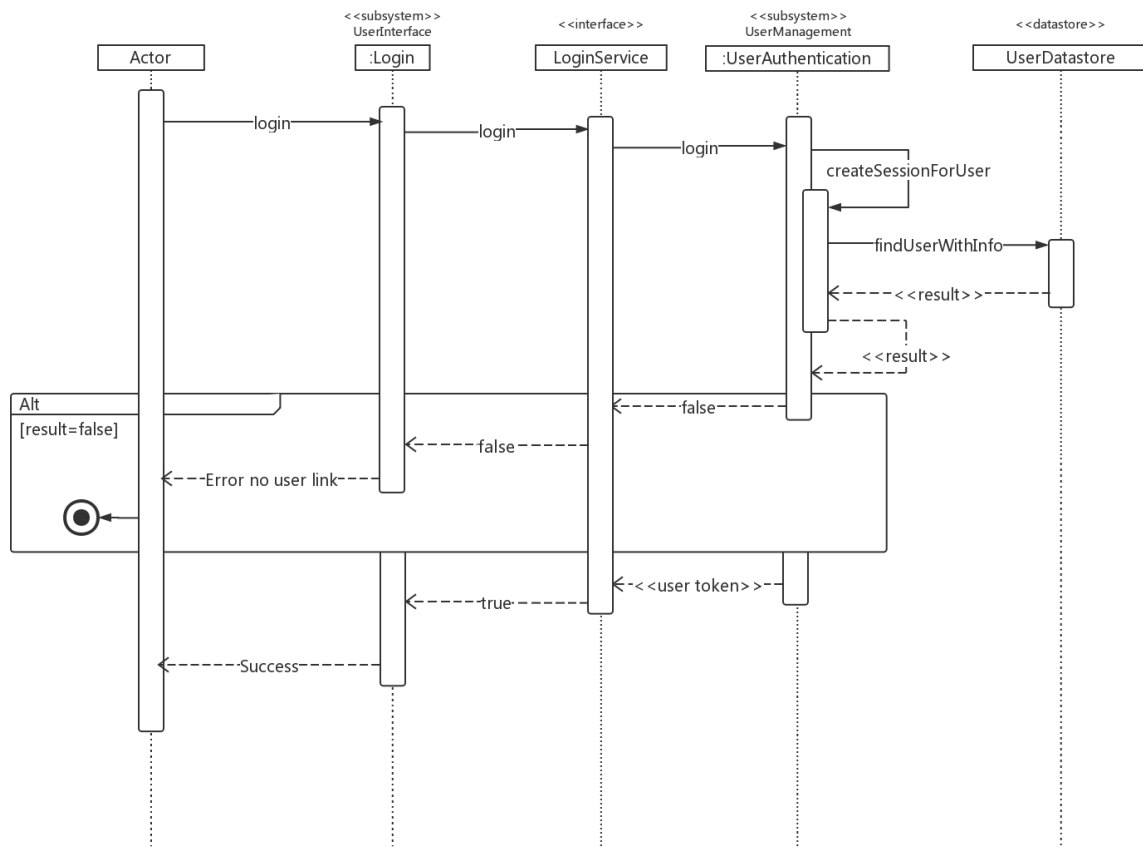 <<subsystem>>
UserInterface
<<interface>>
<<subsystem>>
UserManagement
<<datastore>>
Actor
:Login
LoginService
:UserAuthentication
UserDatastore
login
login
login
createSessionForUser
findUserWithInfo
<<result>>
<<result>>
Alt
false
[result=false]
false
Error no user link
<<user token>>
true
Success